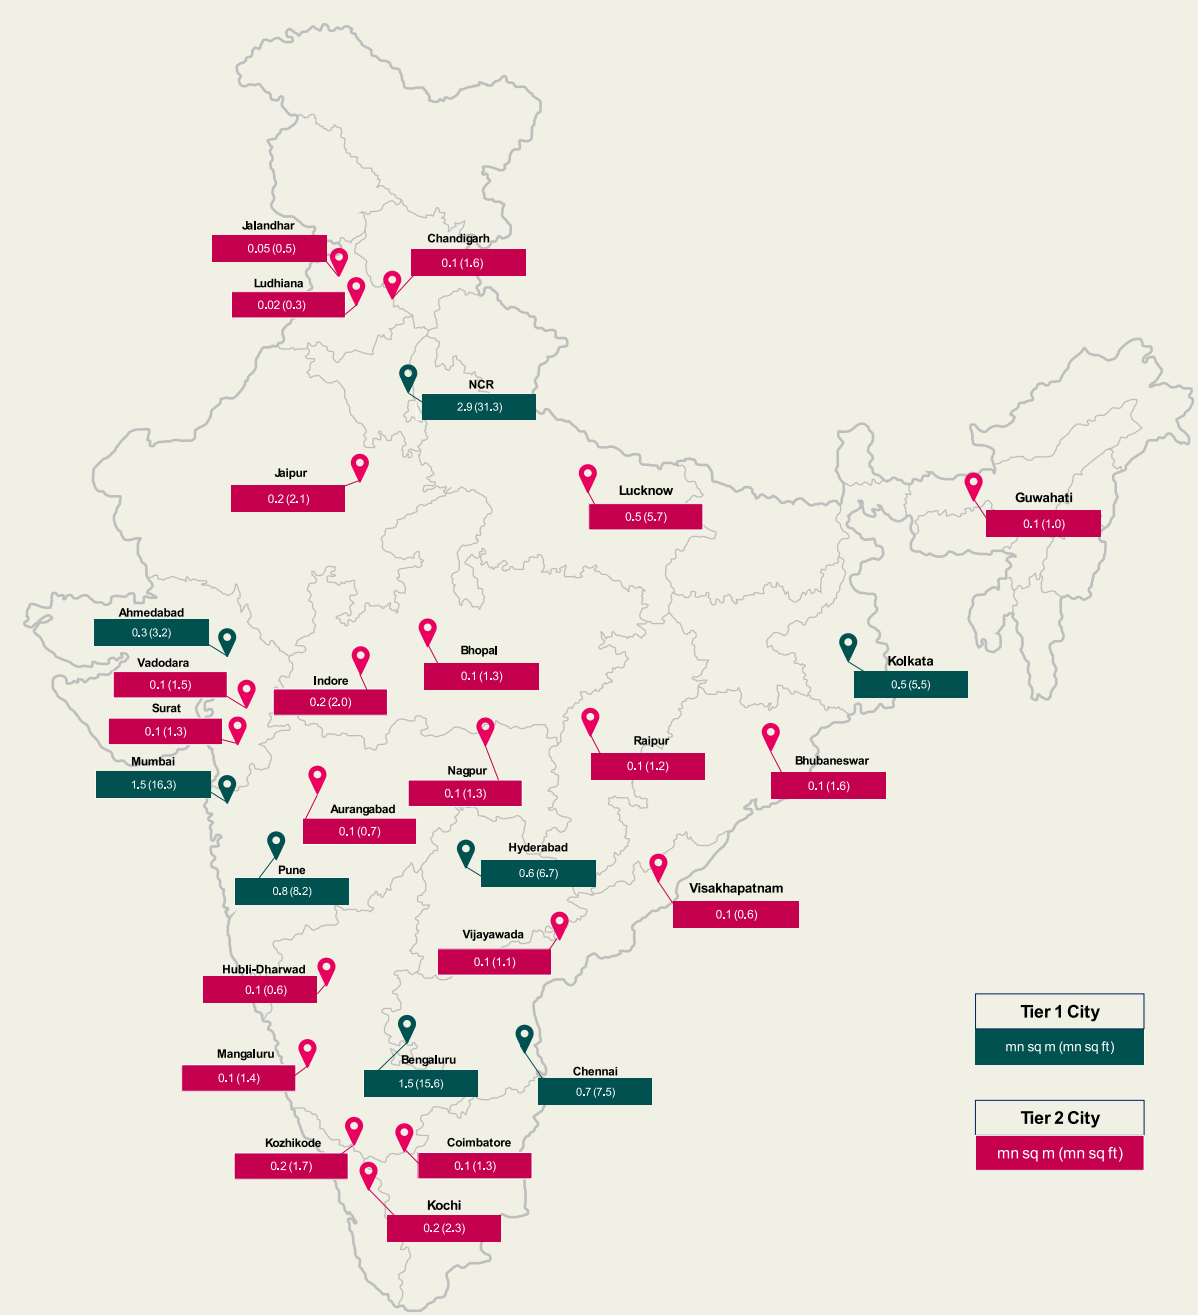 Jalandhar
0.05 (0.5)
Chandigarh
0.1 (1.6)
Ludhiana
0.02 (0.3)
NCR
2.9 (31.3)
Jaipur
0.2 (2.1)
Lucknow
0.5 (5.7)
Guwahati
0.1 (1.0)
Ahmedabad
0.3 (3.2)
Vadodara
0.1 (1.5)
Indore
0.2 (2.0)
Bhopal
0.1 (1.3)
Kolkata
0.5 (5.5)
Surat
0.1 (1.3)
Mumbai
1.5 (16.3)
Nagpur
0.1 (1.3)
Raipur
0.1 (1.2)
Bhubaneswar
0.1 (1.6)
Aurangabad
0.1 (0.7)
Pune
0.8 (8.2)
Hyderabad
0.6 (6.7)
Visakhapatnam
0.1 (0.6)
Vijayawada
0.1 (1.1)
Hubli-Dharwad
0.1 (0.6)
Mangaluru
0.1 (1.4)
Bengaluru
1.5 (15.6)
Chennai
0.7 (7.5)
Kozhikode
0.2 (1.7)
Coimbatore
0.1 (1.3)
Kochi
0.2 (2.3)
Tier 1 City
mn sq m (mn sq ft)
Tier 2 City
mn sq m (mn sq ft)